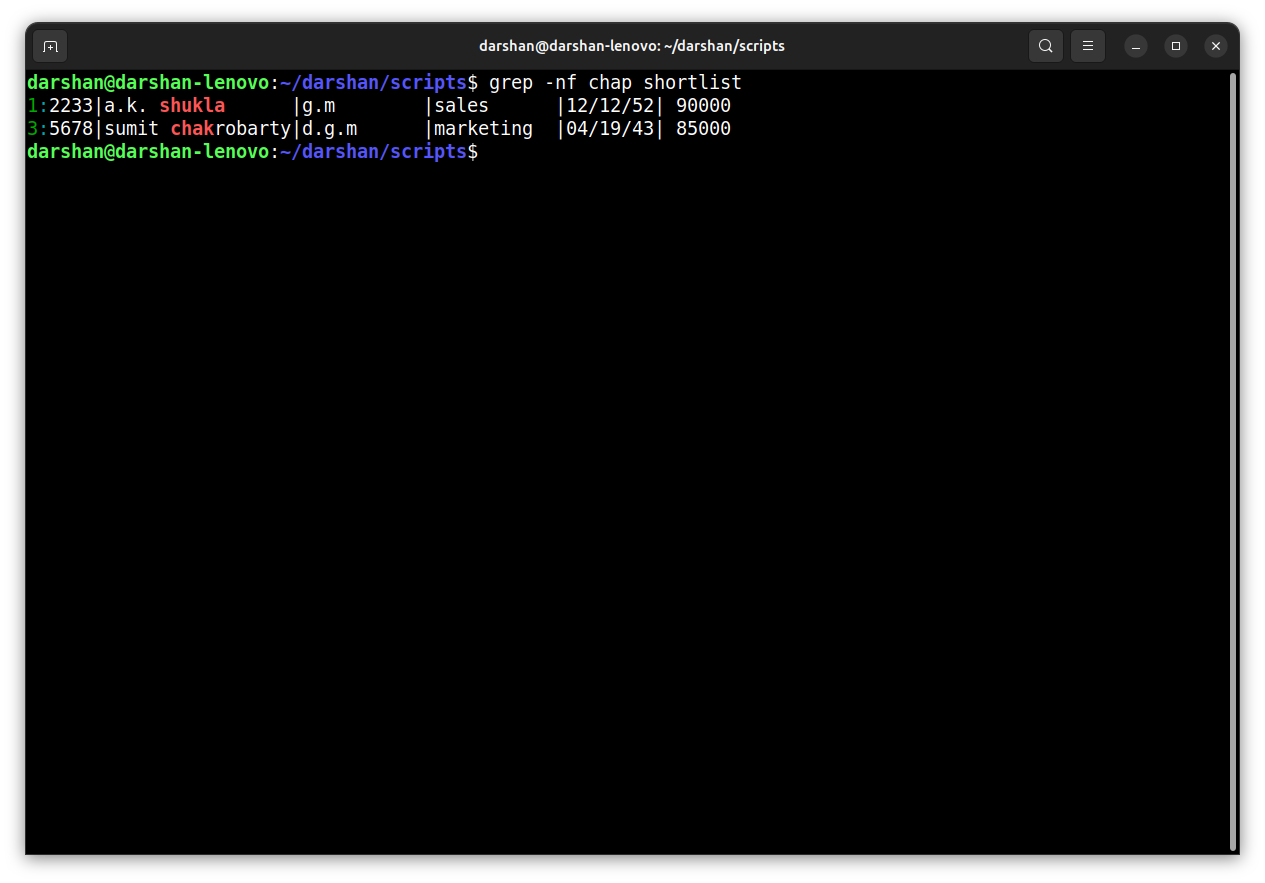 darshan@darshan-lenovo: ~/darshan/scripts
darshan@darshan-lenovo:~/darshan/scripts$ grep -nf chap shortlist
1:2233|a.k. shukla      |g.m        |sales      |12/12/52| 90000
3:5678|sumit chakrobarty|d.g.m      |marketing  |04/19/43| 85000
darshan@darshan-lenovo:~/darshan/scripts$